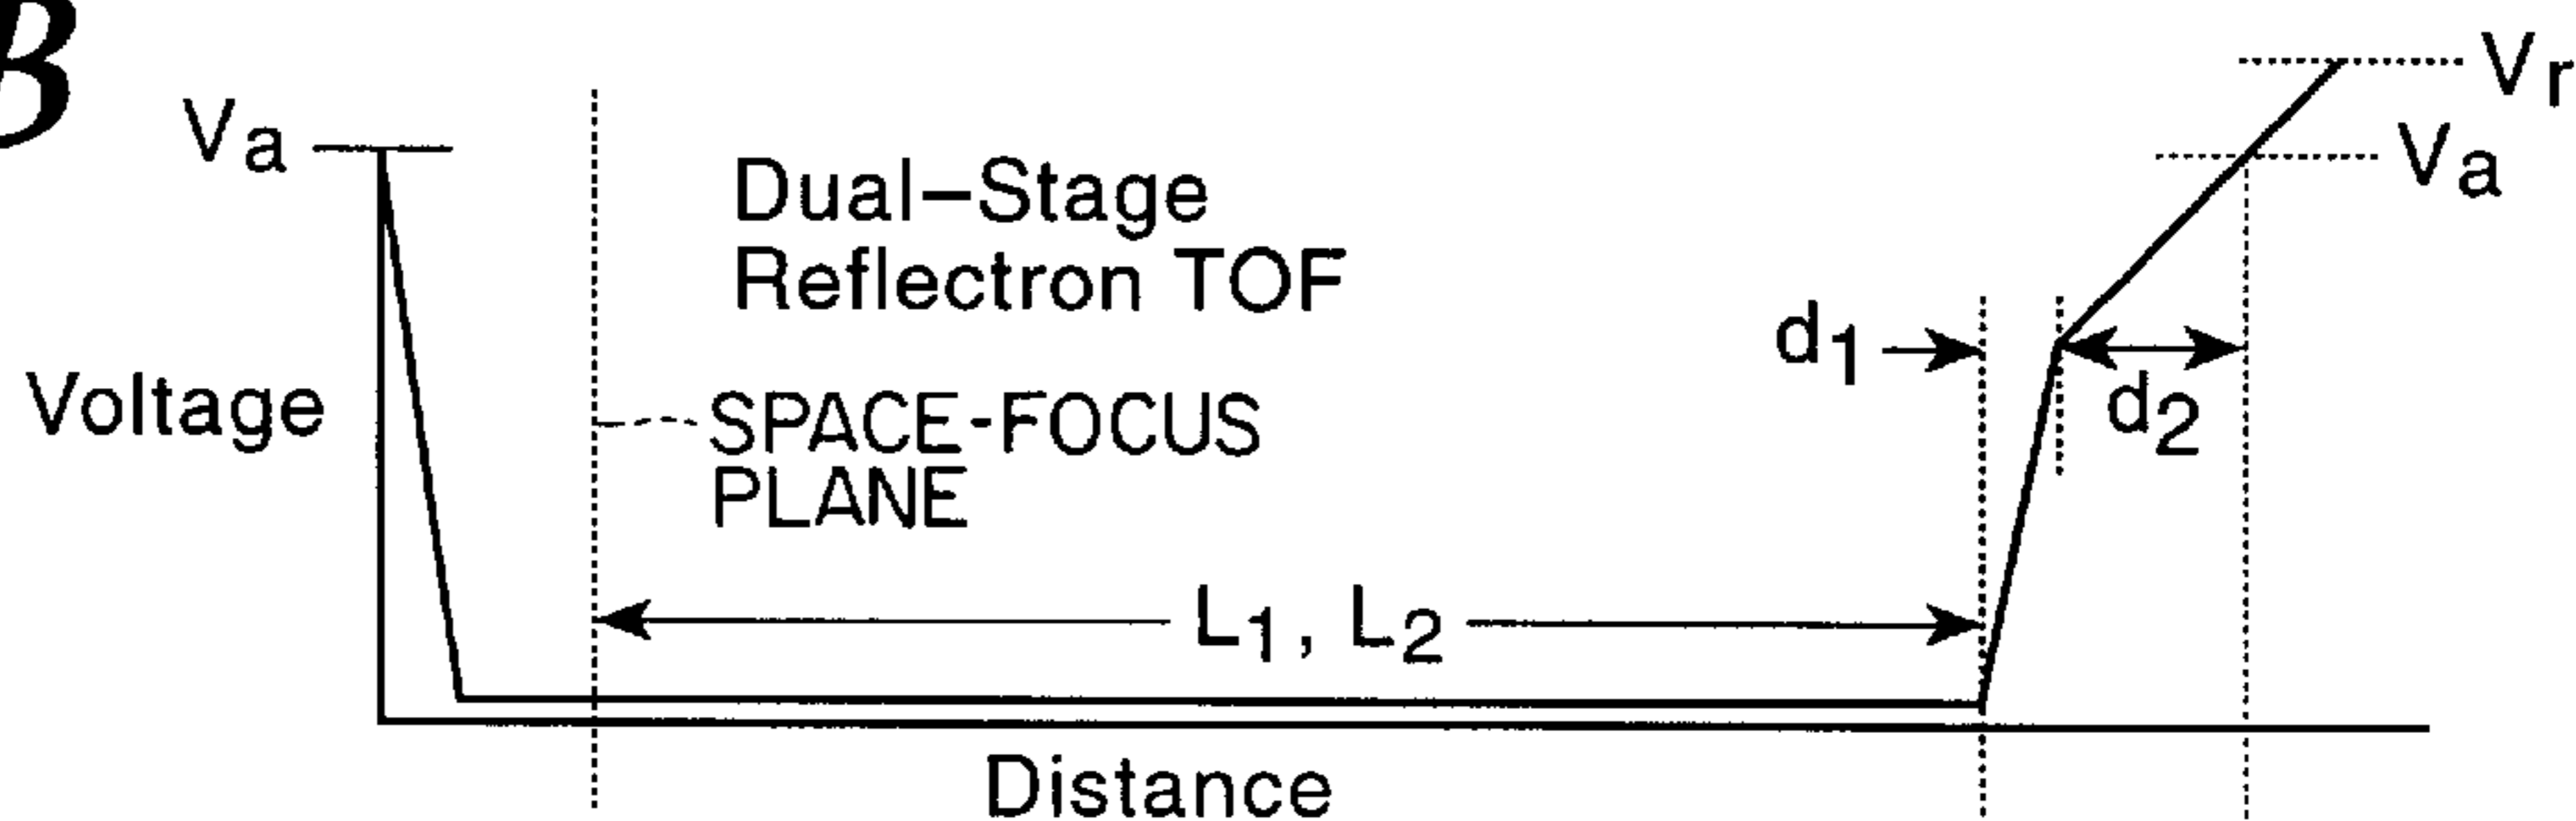 B
Va
Vr
Va
Dual-Stage
Reflectron TOF
d1
d2
Voltage
SPACE-FOCUS
PLANE
L1, L2
Distance